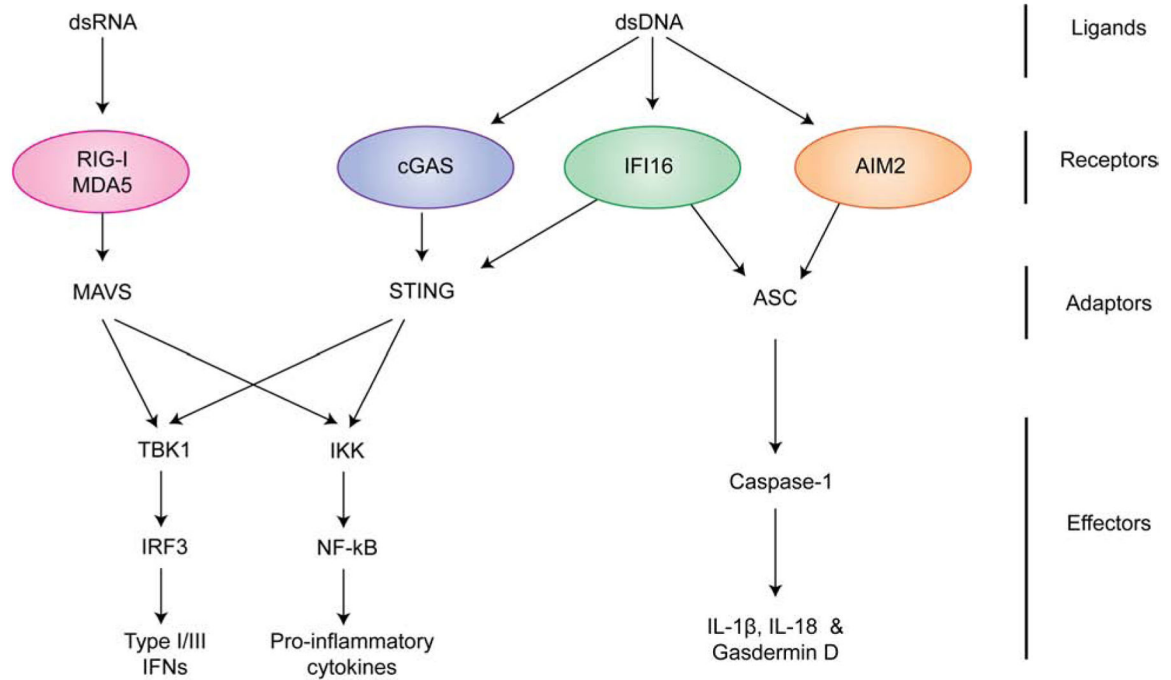 dsRNA
dsDNA
Ligands
RIG-I
MDA5
cGAS
IFI16
AIM2
Receptors
MAVS
STING
ASC
Adaptors
TBK1
IKK
Caspase-1
IRF3
NF-kB
Effectors
Type I/III
IFNs
Pro-inflammatory
cytokines
IL-1β, IL-18 &
Gasdermin D